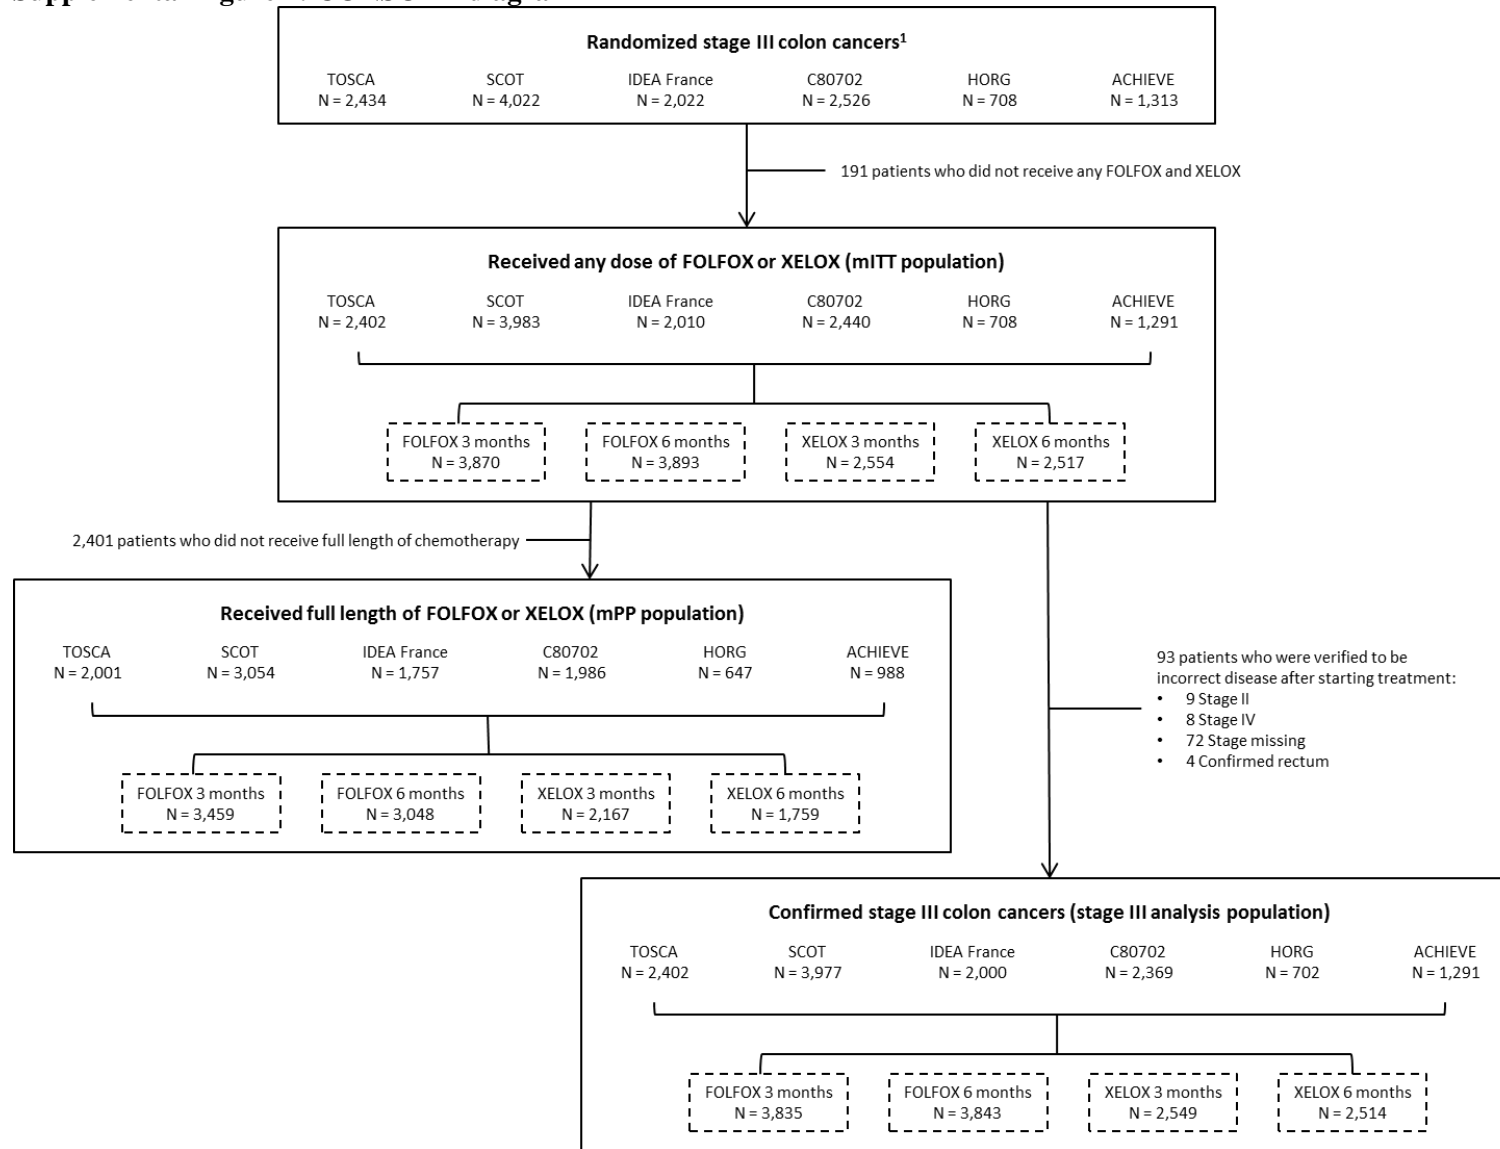 Randomized stage III colon cancers¹
TOSCA SCOT IDEA France C80702 HORG ACHIEVE
N = 2,434 N = 4,022 N = 2,022 N = 2,526 N = 708 N = 1,313
191 patients who did not receive any FOLFOX and XELOX
Received any dose of FOLFOX or XELOX (mITT population)
TOSCA SCOT IDEA France C80702 HORG ACHIEVE
N = 2,402 N = 3,983 N = 2,010 N = 2,440 N = 708 N = 1,291
FOLFOX 3 months FOLFOX 6 months XELOX 3 months XELOX 6 months
N = 3,870 N = 3,893 N = 2,554 N = 2,517
2,401 patients who did not receive full length of chemotherapy
Received full length of FOLFOX or XELOX (mPP population)
TOSCA SCOT IDEA France C80702 HORG ACHIEVE
N = 2,001 N = 3,054 N = 1,757 N = 1,986 N = 647 N = 988
FOLFOX 3 months FOLFOX 6 months XELOX 3 months XELOX 6 months
N = 3,459 N = 3,048 N = 2,167 N = 1,759
93 patients who were verified to be
incorrect disease after starting treatment:
• 9 Stage II
• 8 Stage IV
• 72 Stage missing
• 4 Confirmed rectum
Confirmed stage III colon cancers (stage III analysis population)
TOSCA SCOT IDEA France C80702 HORG ACHIEVE
N = 2,402 N = 3,977 N = 2,000 N = 2,369 N = 702 N = 1,291
FOLFOX 3 months FOLFOX 6 months XELOX 3 months XELOX 6 months
N = 3,835 N = 3,843 N = 2,549 N = 2,514